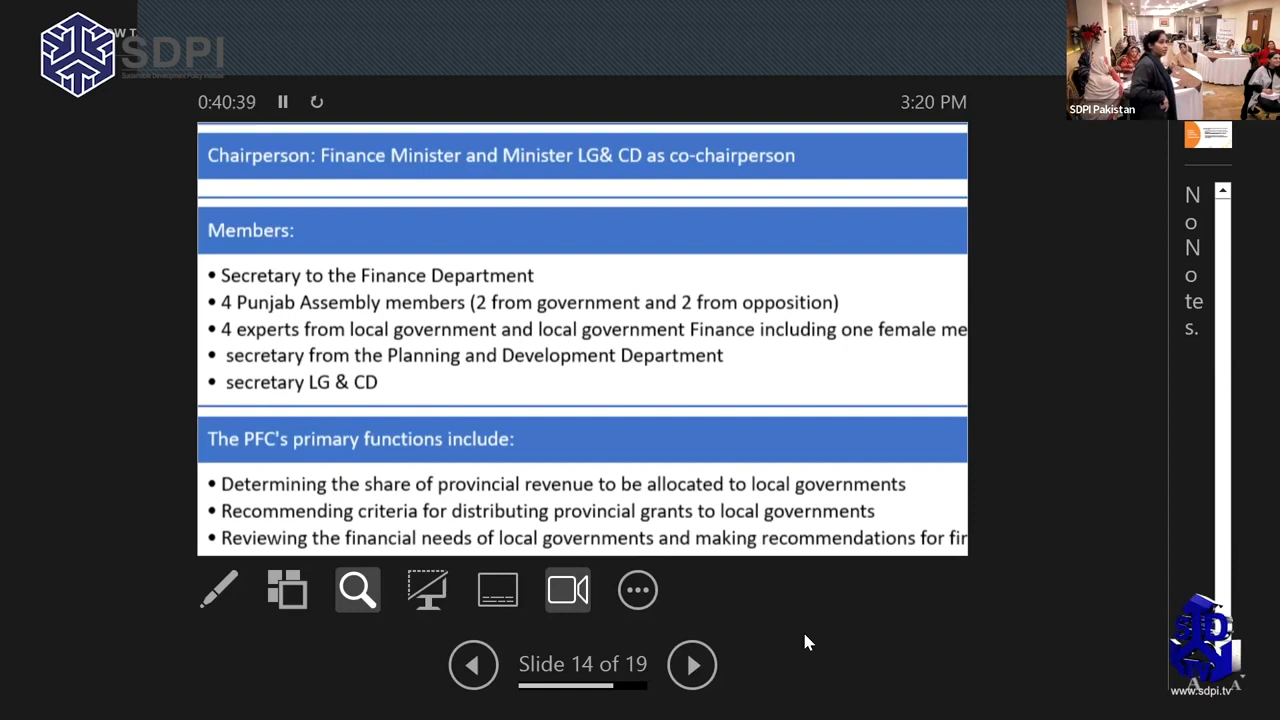 W T
SDPI
Sustainable Development Policy Institute
0:40:39
3:20 PM
SDPI Pakistan
Chairperson: Finance Minister and Minister LG& CD as co-chairperson
Members:
• Secretary to the Finance Department
• 4 Punjab Assembly members (2 from government and 2 from opposition)
• 4 experts from local government and local government Finance including one female me
• secretary from the Planning and Development Department
• secretary LG & CD
The PFC's primary functions include:
• Determining the share of provincial revenue to be allocated to local governments
• Recommending criteria for distributing provincial grants to local governments
• Reviewing the financial needs of local governments and making recommendations for fir
Slide 14 of 19
N
o
N
o
te
s.
A A
www.sdpi.tv